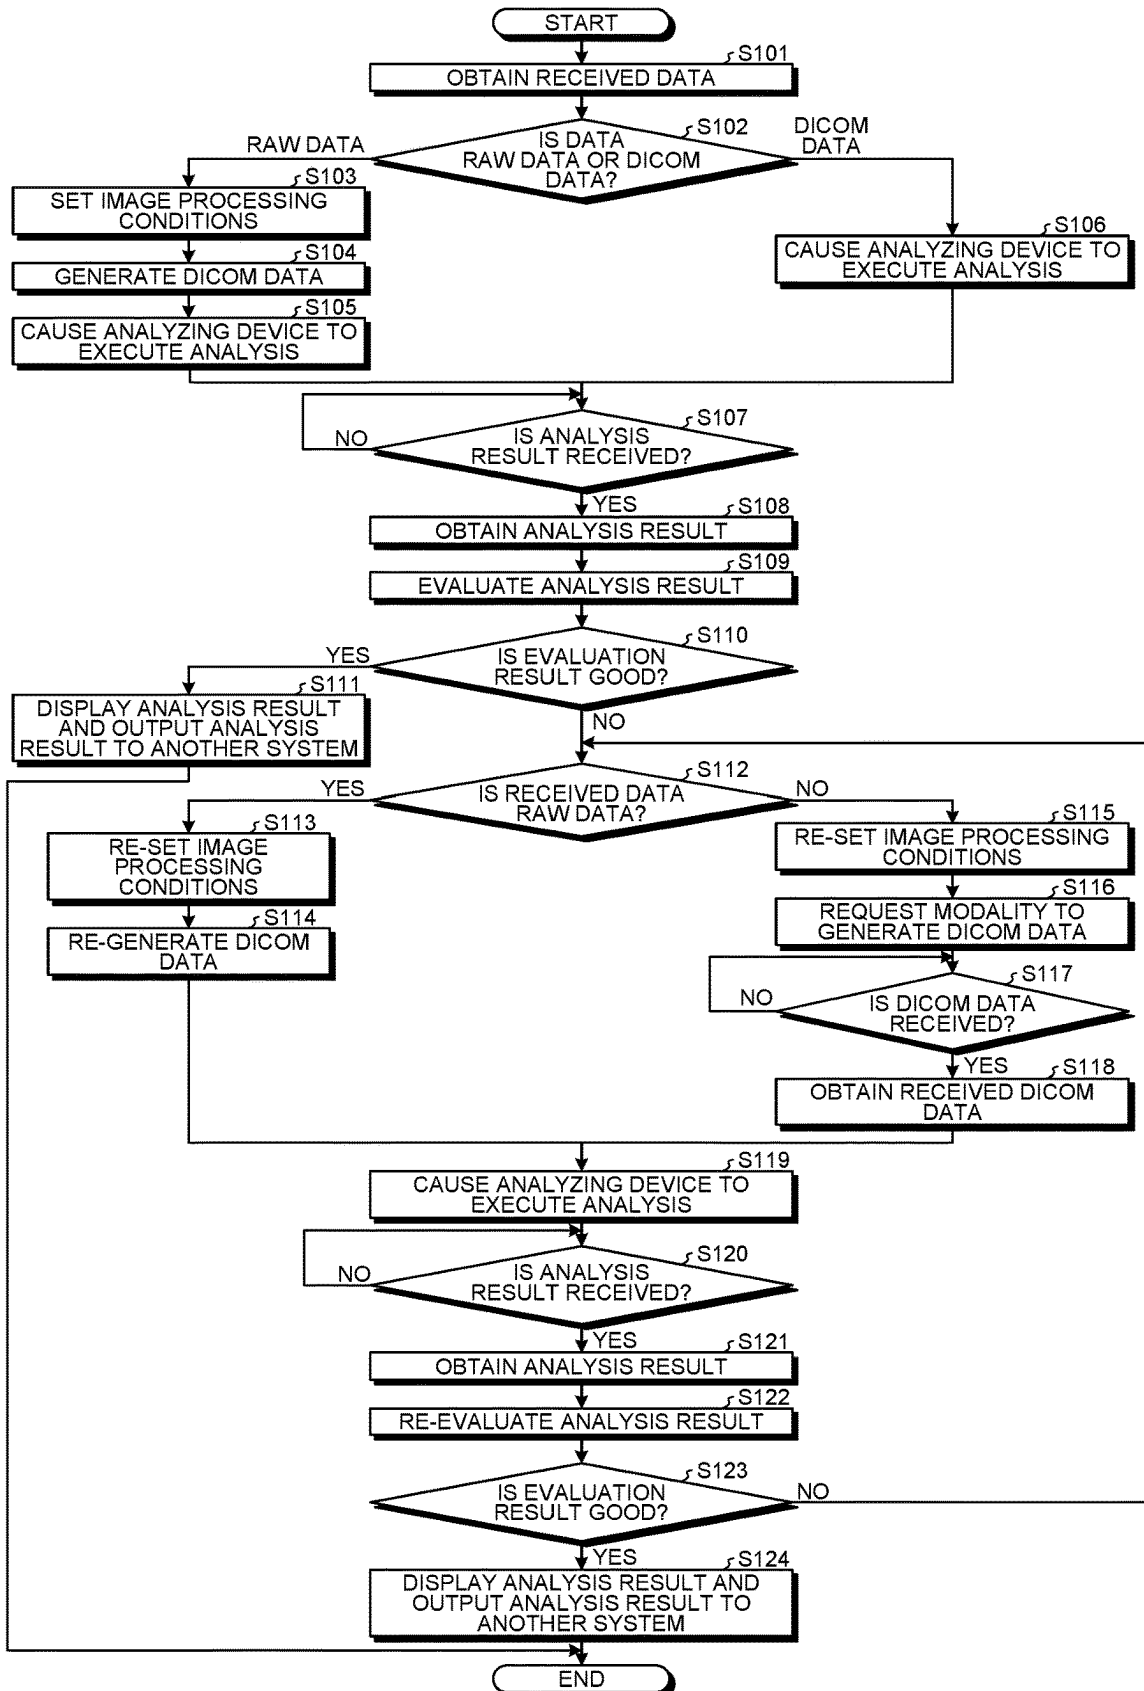 START
S101
OBTAIN RECEIVED DATA
S102
IS DATA
RAW DATA OR DICOM
DATA?
RAW DATA
DICOM
DATA
S103
SET IMAGE PROCESSING
CONDITIONS
S104
GENERATE DICOM DATA
S105
CAUSE ANALYZING DEVICE TO
EXECUTE ANALYSIS
S106
CAUSE ANALYZING DEVICE TO
EXECUTE ANALYSIS
S107
IS ANALYSIS
RESULT RECEIVED?
NO
YES
S108
OBTAIN ANALYSIS RESULT
S109
EVALUATE ANALYSIS RESULT
S110
IS EVALUATION
RESULT GOOD?
YES
NO
S111
DISPLAY ANALYSIS RESULT
AND OUTPUT ANALYSIS
RESULT TO ANOTHER SYSTEM
S112
IS RECEIVED DATA
RAW DATA?
YES
NO
S113
RE-SET IMAGE
PROCESSING
CONDITIONS
S114
RE-GENERATE DICOM
DATA
S115
RE-SET IMAGE PROCESSING
CONDITIONS
S116
REQUEST MODALITY TO
GENERATE DICOM DATA
S117
IS DICOM DATA
RECEIVED?
NO
YES
S118
OBTAIN RECEIVED DICOM
DATA
S119
CAUSE ANALYZING DEVICE TO
EXECUTE ANALYSIS
S120
IS ANALYSIS
RESULT RECEIVED?
NO
YES
S121
OBTAIN ANALYSIS RESULT
S122
RE-EVALUATE ANALYSIS RESULT
S123
IS EVALUATION
RESULT GOOD?
NO
YES
S124
DISPLAY ANALYSIS RESULT AND
OUTPUT ANALYSIS RESULT TO
ANOTHER SYSTEM
END